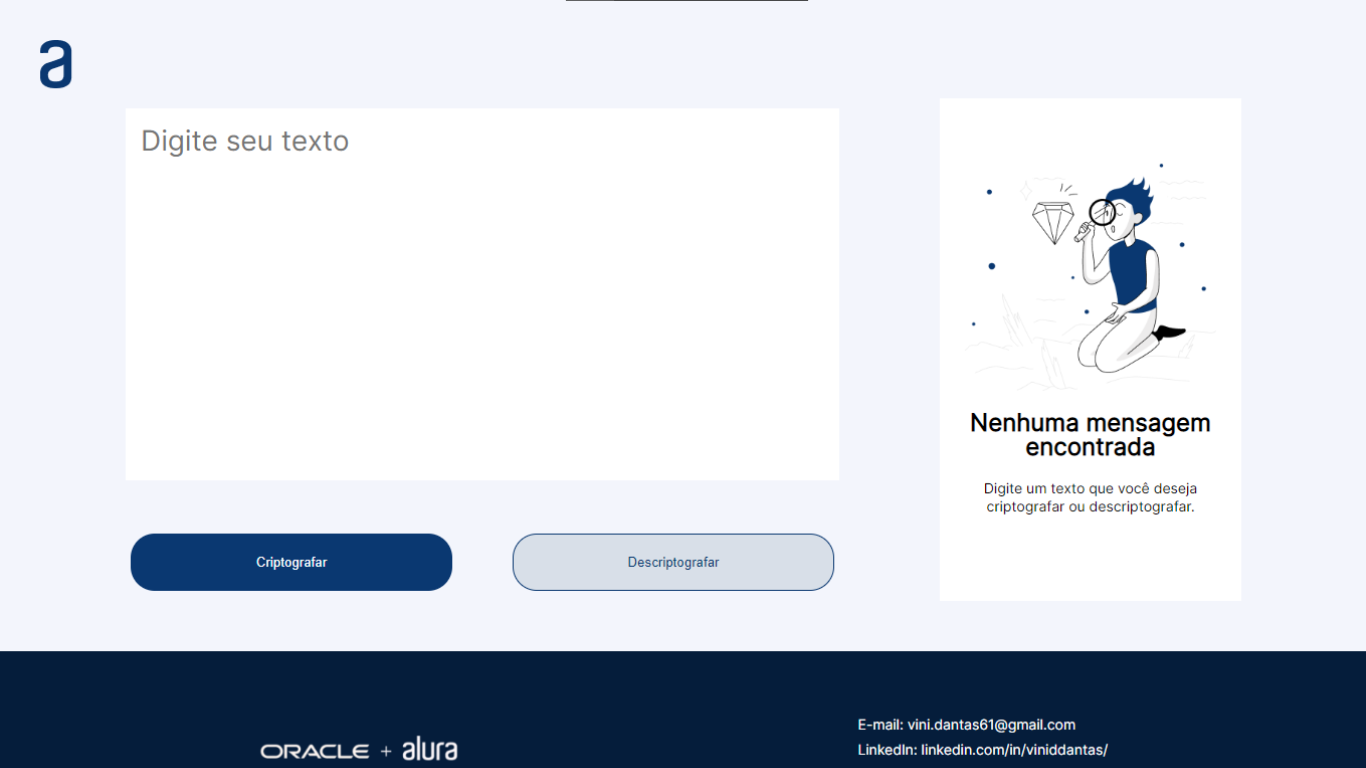 a
Digite seu texto
Nenhuma mensagem
encontrada
Digite um texto que você deseja
criptografar ou descriptografar.
Criptografar
Descriptografar
ORACLE + alura
E-mail: vini.dantas61@gmail.com
LinkedIn: linkedin.com/in/viniddantas/